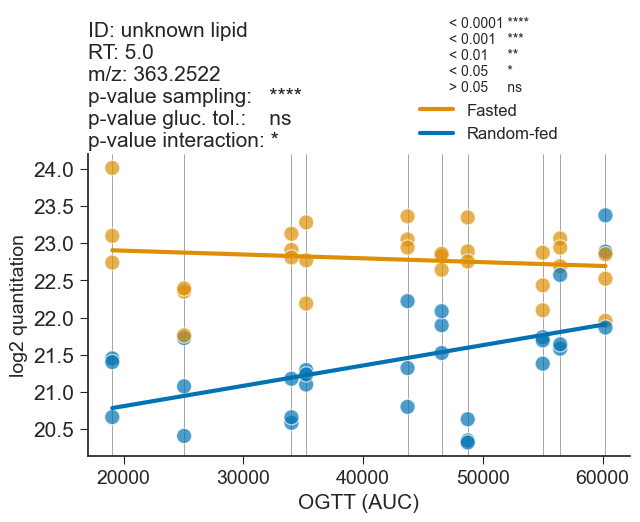 ID: unknown lipid
RT: 5.0
m/z: 363.2522
p-value sampling: ****
p-value gluc. tol.: ns
p-value interaction: *
< 0.0001 ****
< 0.001 ***
< 0.01 **
< 0.05 *
> 0.05 ns
Fasted
Random-fed
log2 quantitation
24.0
23.5
23.0
22.5
22.0
21.5
21.0
20.5
20000 30000 40000 50000 60000
OGTT (AUC)